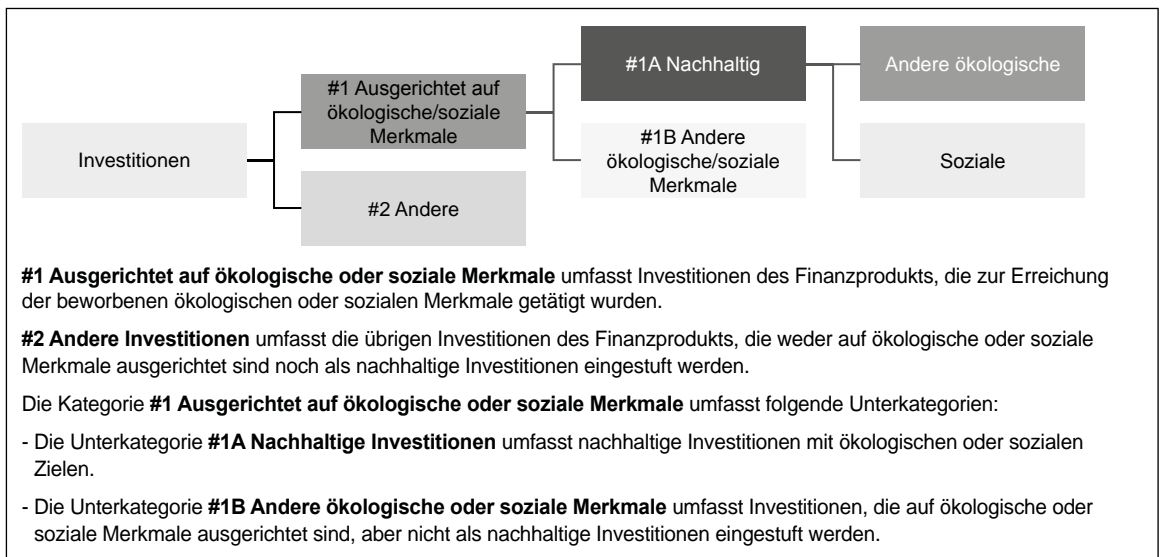 #1A Nachhaltig
Andere ökologische
#1 Ausgerichtet auf
ökologische/soziale
Merkmale
Investitionen
#1B Andere
ökologische/soziale
Merkmale
Soziale
#2 Andere
#1 Ausgerichtet auf ökologische oder soziale Merkmale umfasst Investitionen des Finanzprodukts, die zur Erreichung
der beworbenen ökologischen oder sozialen Merkmale getätigt wurden.
#2 Andere Investitionen umfasst die übrigen Investitionen des Finanzprodukts, die weder auf ökologische oder soziale
Merkmale ausgerichtet sind noch als nachhaltige Investitionen eingestuft werden.
Die Kategorie #1 Ausgerichtet auf ökologische oder soziale Merkmale umfasst folgende Unterkategorien:
- Die Unterkategorie #1A Nachhaltige Investitionen umfasst nachhaltige Investitionen mit ökologischen oder sozialen
Zielen.
- Die Unterkategorie #1B Andere ökologische oder soziale Merkmale umfasst Investitionen, die auf ökologische oder
soziale Merkmale ausgerichtet sind, aber nicht als nachhaltige Investitionen eingestuft werden.